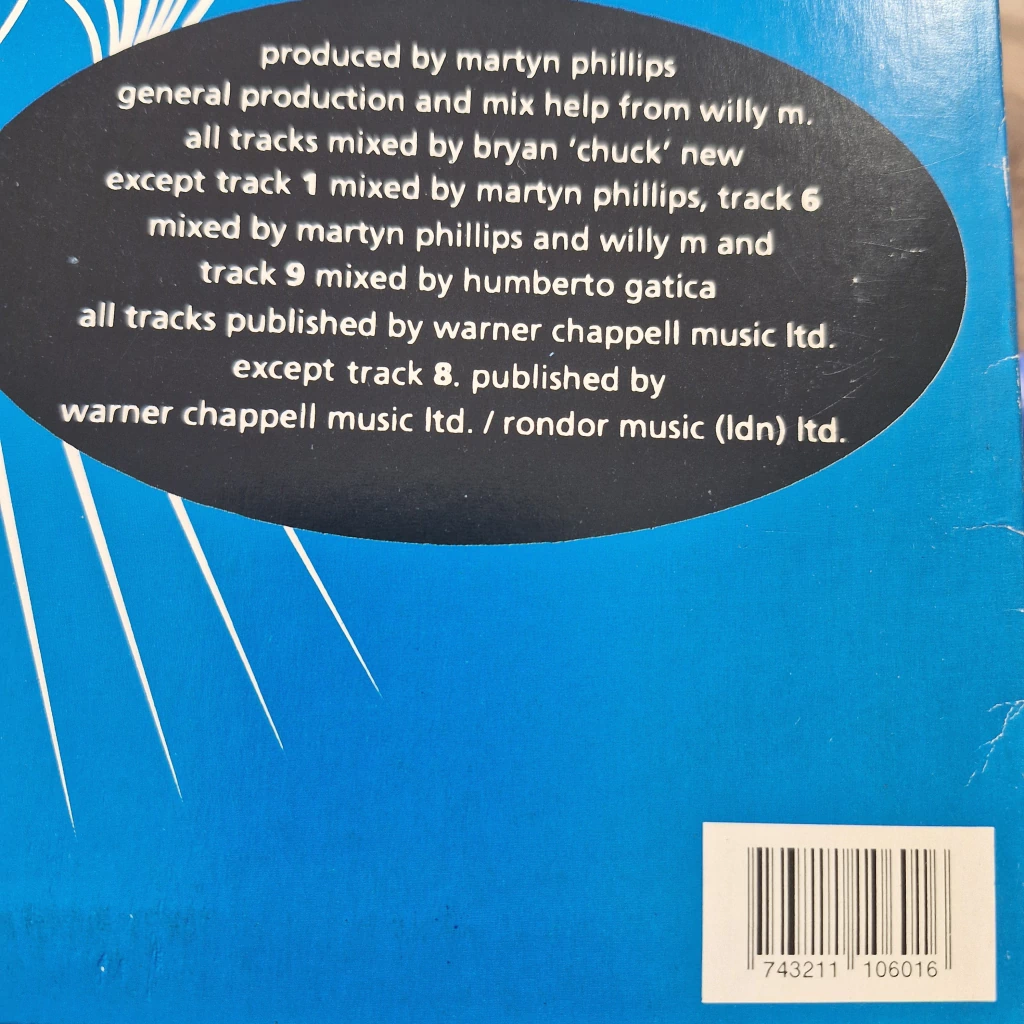 produced by martyn phillips
general production and mix help from willy m.
all tracks mixed by bryan 'chuck' new
except track 1 mixed by martyn phillips, track 6
mixed by martyn phillips and willy m and
track 9 mixed by humberto gatica
all tracks published by warner chappell music ltd.
except track 8. published by
warner chappell music ltd. / rondor music (ldn) ltd.
743211 106016